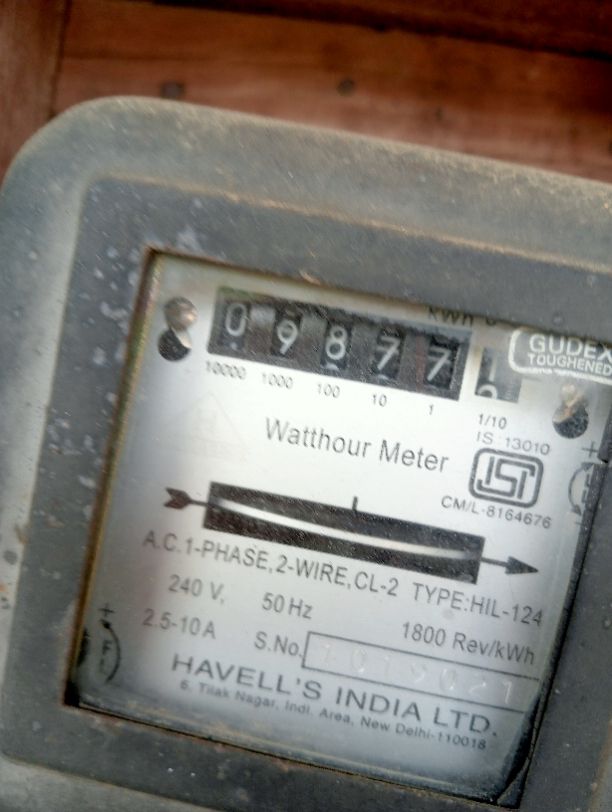 kWh
GUDEX
TOUGHENED
0 9 8 7 7
10000 1000 100 10 1 1/10
IS:13010
Watthour Meter
ISI
CM/L-8164676
A.C.1-PHASE,2-WIRE,CL-2 TYPE:HIL-124
240 V, 50 Hz 1800 Rev/kWh
2.5-10 A S.No.
HAVELL'S INDIA LTD.
6, Tilak Nagar, Indl. Area, New Delhi-110018